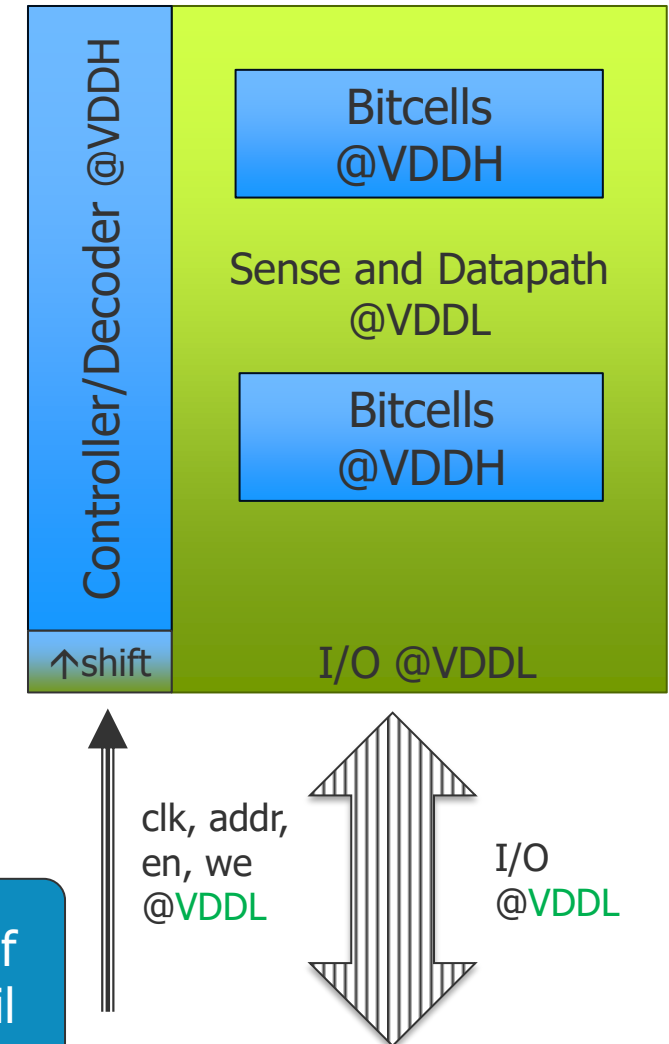 Controller/Decoder @VDDH
Bitcells
@VDDH
Sense and Datapath
@VDDL
Bitcells
@VDDH
↑shift
I/O @VDDL
clk, addr,
en, we
@VDDL
I/O
@VDDL
f
il